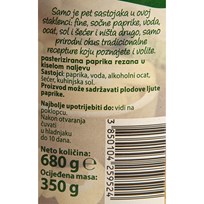 Samo je pet sastojaka u ovoj
staklenci: fine, sočne paprike, voda,
ocat, sol i šećer i ništa drugo, samo
prirodni okus tradicionalne
recepture koju poznajete i volite.
pasterizirana paprika rezana u
kiselom naljevu
Sastojci: paprika, voda, alkoholni ocat,
šećer, kuhinjska sol.
Proizvod može sadržavati plodove ljute
paprike.
Najbolje upotrijebiti do: vidi na
poklopcu.
Nakon otvaranja
čuvati
u hladnjaku
do 10 dana.
Neto količina:
680 g e
Ocijeđena masa:
350 g
3850104259524